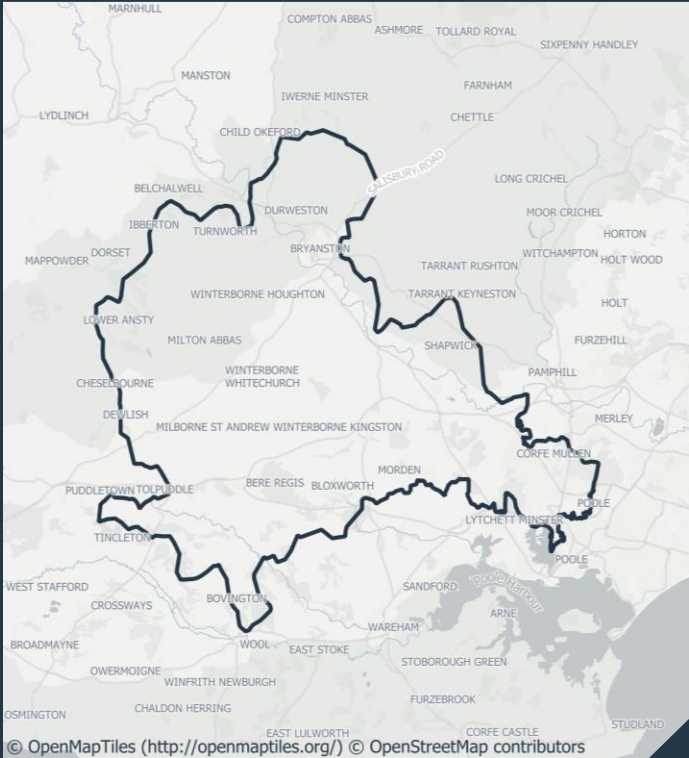 MARNHULL
COMPTON ABBAS
ASHMORE
TOLLARD ROYAL
SIXPENNY HANDLEY
MANSTON
FARNHAM
IWERNE MINSTER
LYDLINCH
CHETTLE
CHILD OKEFORD
SALISBURY ROAD
LONG CRICHEL
BELCHALWELL
DURWESTON
MOOR CRICHEL
IBBERTON
TURNWORTH
HORTON
BRYANSTON
DORSET
WITCHAMPTON
HOLT WOOD
MAPPOWDER
TARRANT RUSHTON
WINTERBORNE HOUGHTON
TARRANT KEYNESTON
HOLT
LOWER ANSTY
MILTON ABBAS
SHAPWICK
FURZEHILL
WINTERBORNE
WHITECHURCH
PAMPHILL
CHESELBOURNE
DEWLISH
MERLEY
MILBORNE ST ANDREW
WINTERBORNE KINGSTON
CORFE MULLEN
MORDEN
PUDDLETOWN
TOLPUDDLE
BERE REGIS
BLOXWORTH
POOLE
LYTCHETT MINSTER
TINCLETON
POOLE
WEST STAFFORD
SANDFORD
Poole Harbour
CROSSWAYS
BOVINGTON
ARNE
WAREHAM
BROADMAYNE
WOOL
EAST STOKE
STOBOROUGH GREEN
OWERMOIGNE
WINFRITH NEWBURGH
FURZEBROOK
OSMINGTON
CHALDON HERRING
STUDLAND
EAST LULWORTH
CORFE CASTLE
© OpenMapTiles (http://openmaptiles.org/) © OpenStreetMap contributors